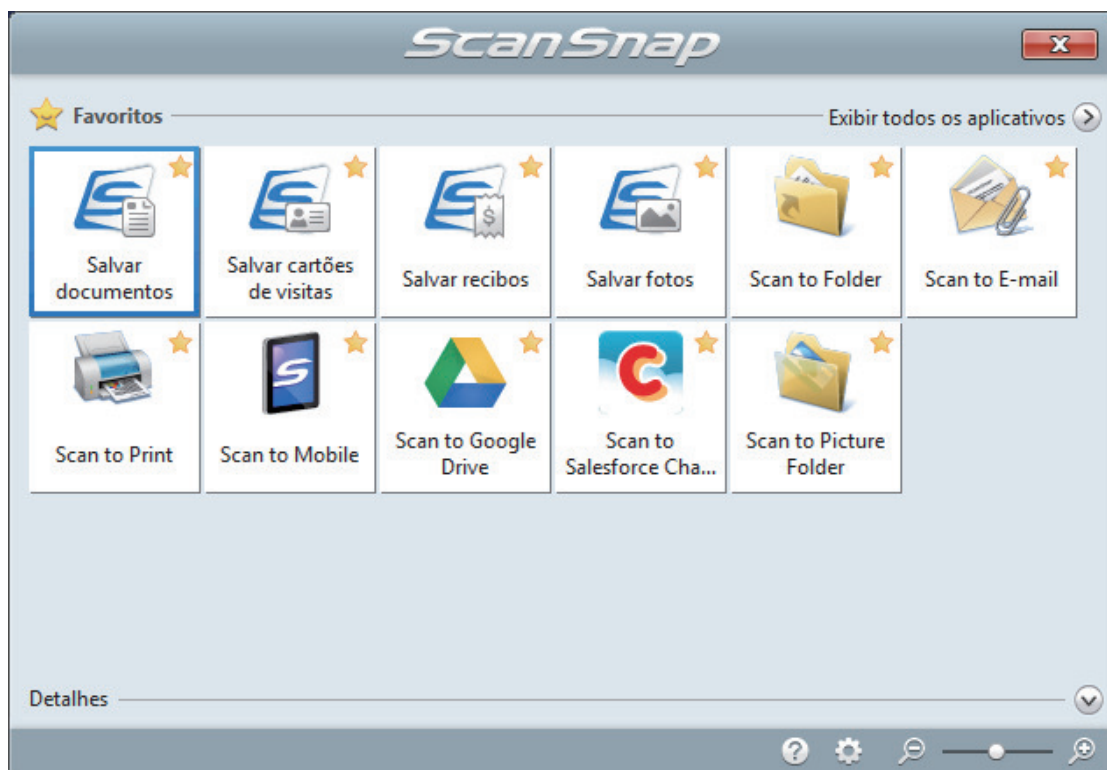 ScanSnap
Favoritos
Exibir todos os aplicativos
Salvar
documentos
Salvar cartões
de visitas
Salvar recibos
Salvar fotos
Scan to Folder
Scan to E-mail
Scan to Print
Scan to Mobile
Scan to Google
Drive
Scan to
Salesforce Cha...
Scan to Picture
Folder
Detalhes